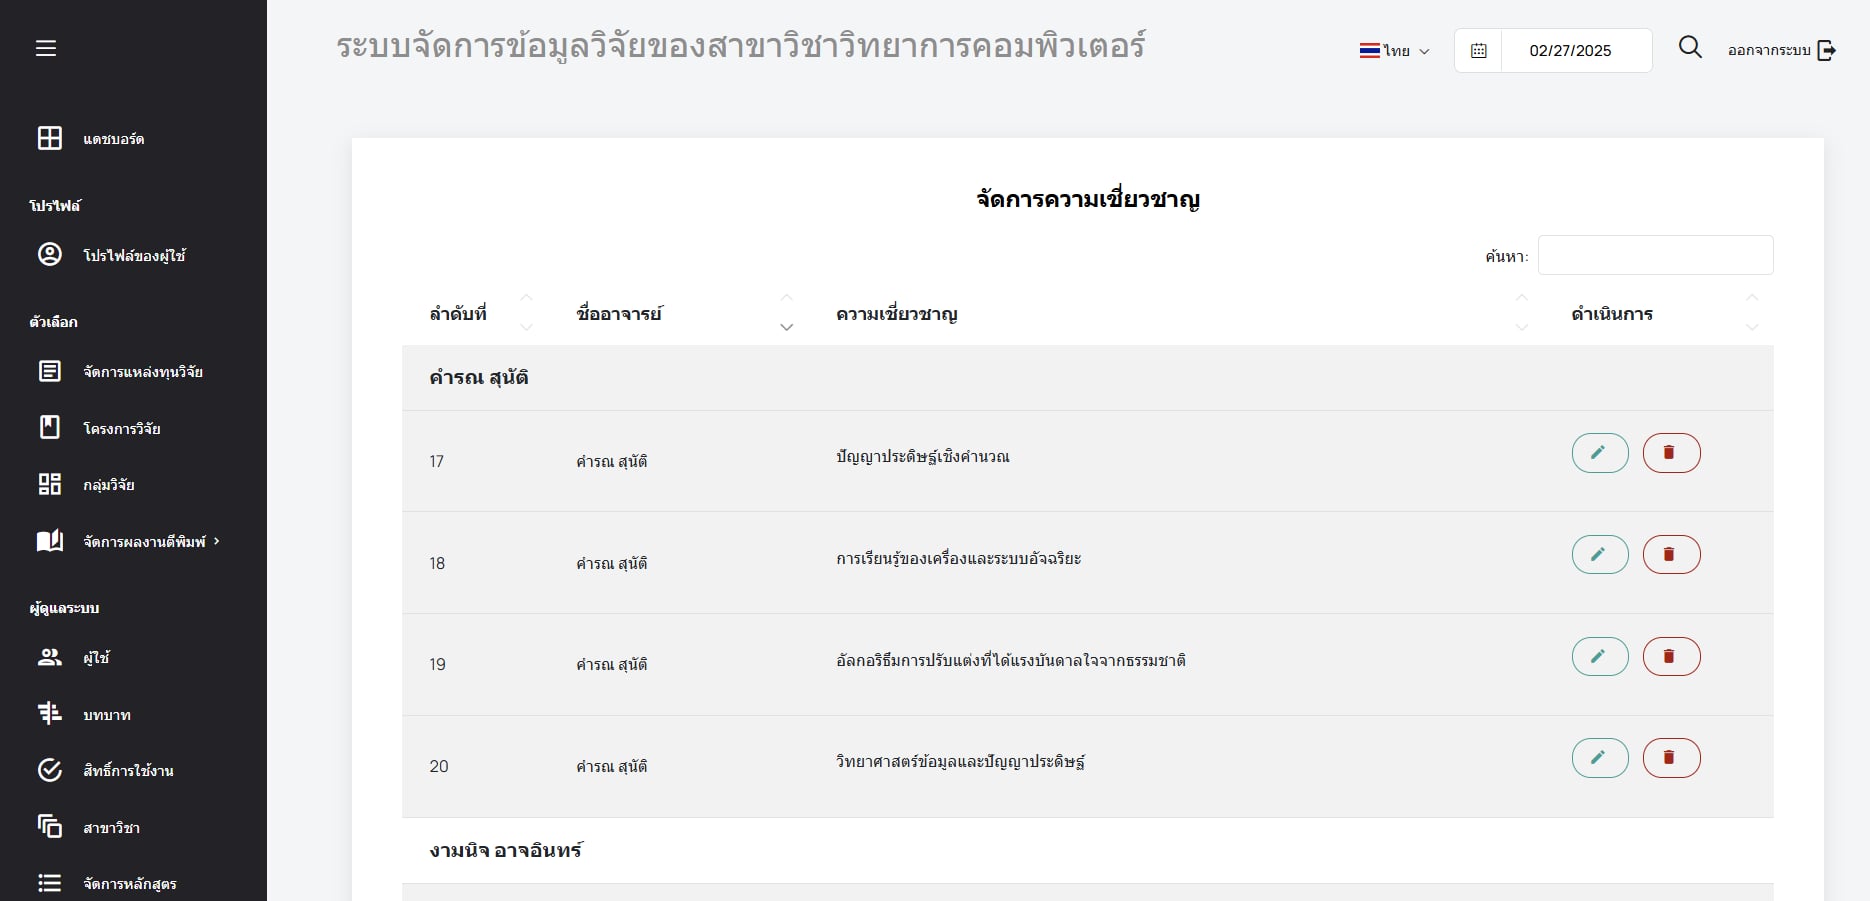 ระบบจัดการข้อมูลวิจัยของสาขาวิชาวิทยาการคอมพิวเตอร์
ไทย
02/27/2025
ออกจากระบบ
แดชบอร์ด
โปรไฟล์
โปรไฟล์ของผู้ใช้
ตัวเลือก
จัดการแหล่งทุนวิจัย
โครงการวิจัย
กลุ่มวิจัย
จัดการผลงานตีพิมพ์
ผู้ดูแลระบบ
ผู้ใช้
บทบาท
สิทธิ์การใช้งาน
สาขาวิชา
จัดการหลักสูตร
จัดการความเชี่ยวชาญ
ค้นหา:
ลำดับที่ ชื่ออาจารย์ ความเชี่ยวชาญ ดำเนินการ
คำรณ สุนัติ
17 คำรณ สุนัติ ปัญญาประดิษฐ์เชิงคำนวณ
18 คำรณ สุนัติ การเรียนรู้ของเครื่องและระบบอัจฉริยะ
19 คำรณ สุนัติ อัลกอริธึมการปรับแต่งที่ได้แรงบันดาลใจจากธรรมชาติ
20 คำรณ สุนัติ วิทยาศาสตร์ข้อมูลและปัญญาประดิษฐ์
งามนิจ อาจอินทร์